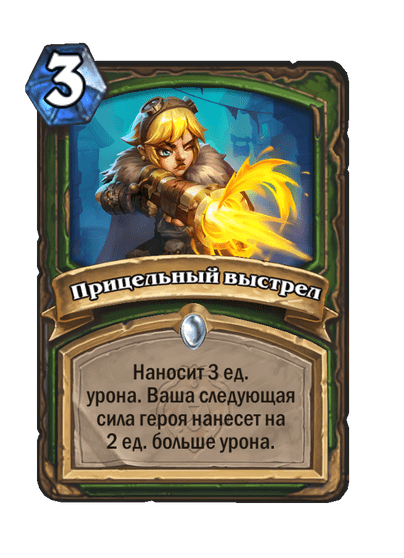 3
Прицельный выстрел
Наносит 3 ед.
урона. Ваша следующая
сила героя нанесет на
2 ед. больше урона.